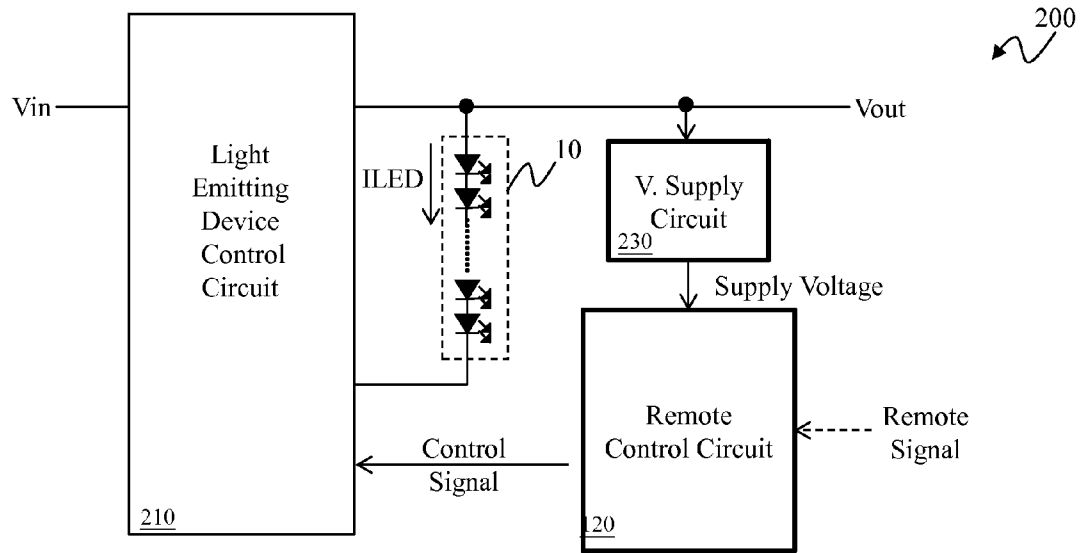 200
Vin
Vout
Light
Emitting
Device
Control
Circuit
210
ILED
10
V. Supply
Circuit
230
Supply Voltage
Remote
Control Circuit
120
Remote
Signal
Control
Signal